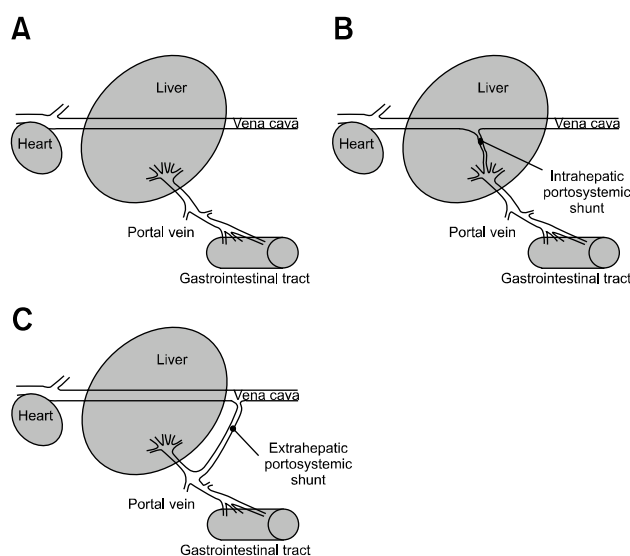 A
Liver
Vena cava
Heart
Portal vein
Gastrointestinal tract
B
Liver
Vena cava
Heart
Intrahepatic
portosystemic
shunt
Portal vein
Gastrointestinal tract
C
Liver
Vena cava
Heart
Extrahepatic
portosystemic
shunt
Portal vein
Gastrointestinal tract